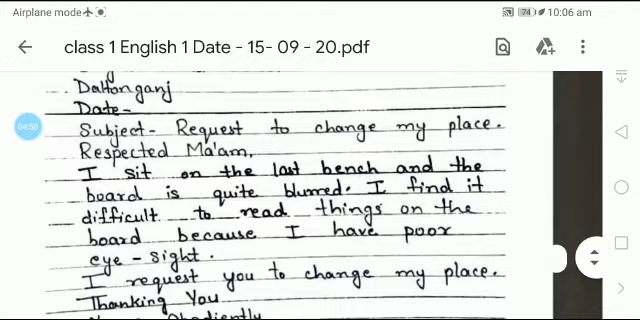 Airplane mode
74
10:06 am
class 1 English 1 Date - 15- 09 - 20.pdf
Daltonganj
Date-
04:58
Subject- Request to change my place.
Respected Ma'am,
I sit on the last bench and the
board is quite blurred. I find it
difficult to read things on the
board because I have poor
eye-sight.
I request you to change my place.
Thanking You
Obediently